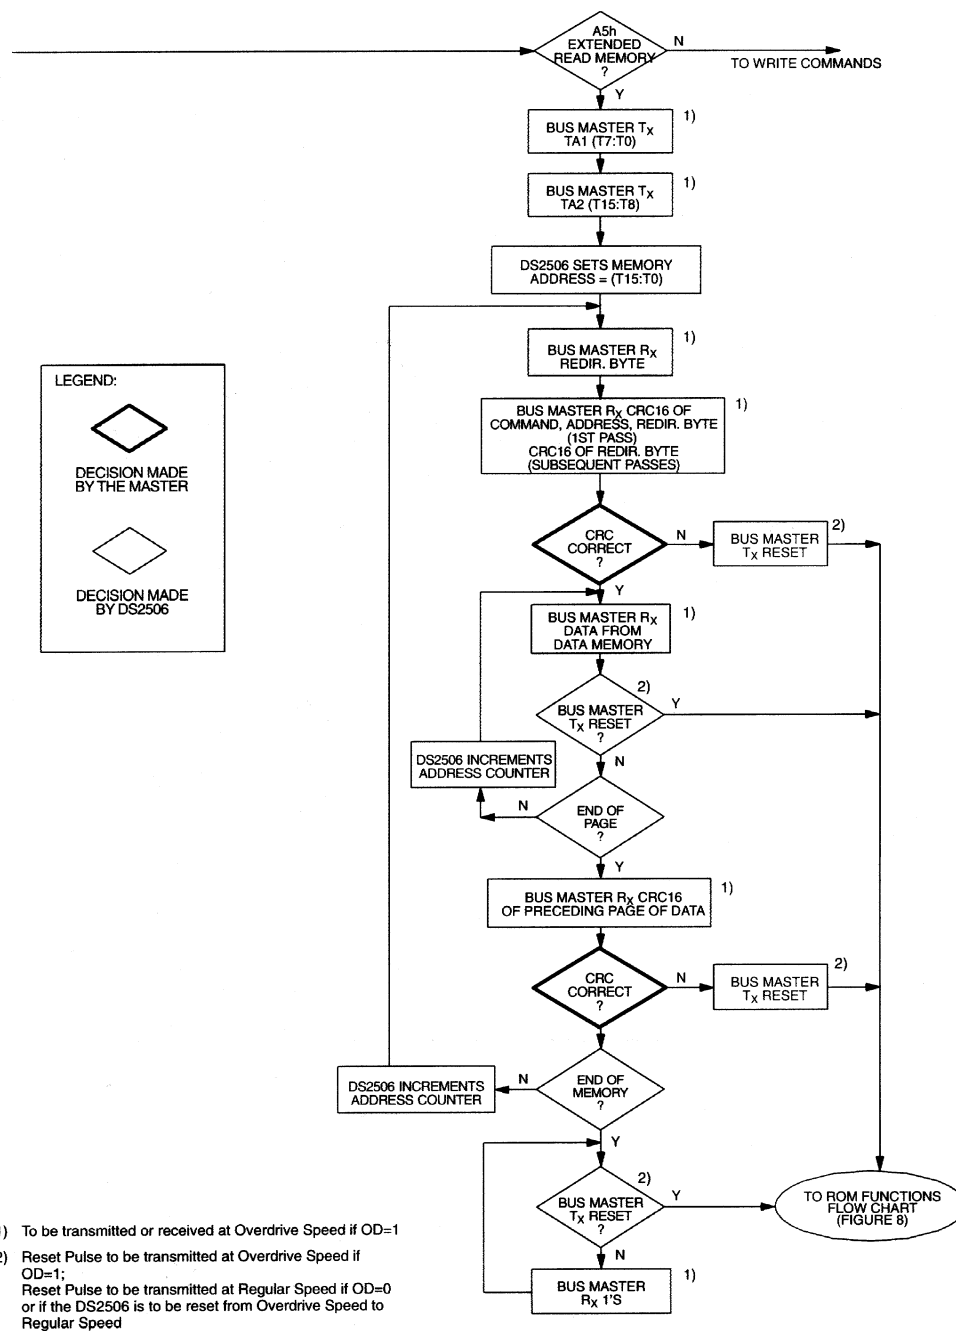 A5h
EXTENDED
READ MEMORY
?
N
TO WRITE COMMANDS
Y
BUS MASTER TX
TA1 (T7:T0)
1)
BUS MASTER TX
TA2 (T15:T8)
1)
DS2506 SETS MEMORY
ADDRESS = (T15:T0)
BUS MASTER RX
REDIR. BYTE
1)
LEGEND:
DECISION MADE
BY THE MASTER
DECISION MADE
BY DS2506
BUS MASTER RX CRC16 OF
COMMAND, ADDRESS, REDIR. BYTE
(1ST PASS)
CRC16 OF REDIR. BYTE
(SUBSEQUENT PASSES)
1)
CRC
CORRECT
?
N
BUS MASTER
TX RESET
2)
Y
BUS MASTER RX
DATA FROM
DATA MEMORY
1)
BUS MASTER
TX RESET
?
2)
Y
N
DS2506 INCREMENTS
ADDRESS COUNTER
N
END OF
PAGE
?
Y
BUS MASTER RX CRC16
OF PRECEDING PAGE OF DATA
1)
CRC
CORRECT
?
N
BUS MASTER
TX RESET
2)
DS2506 INCREMENTS
ADDRESS COUNTER
N
END OF
MEMORY
?
Y
BUS MASTER
TX RESET
?
2)
Y
TO ROM FUNCTIONS
FLOW CHART
(FIGURE 8)
N
BUS MASTER
RX 1'S
1)
1) To be transmitted or received at Overdrive Speed if OD=1
2) Reset Pulse to be transmitted at Overdrive Speed if
OD=1;
Reset Pulse to be transmitted at Regular Speed if OD=0
or if the DS2506 is to be reset from Overdrive Speed to
Regular Speed